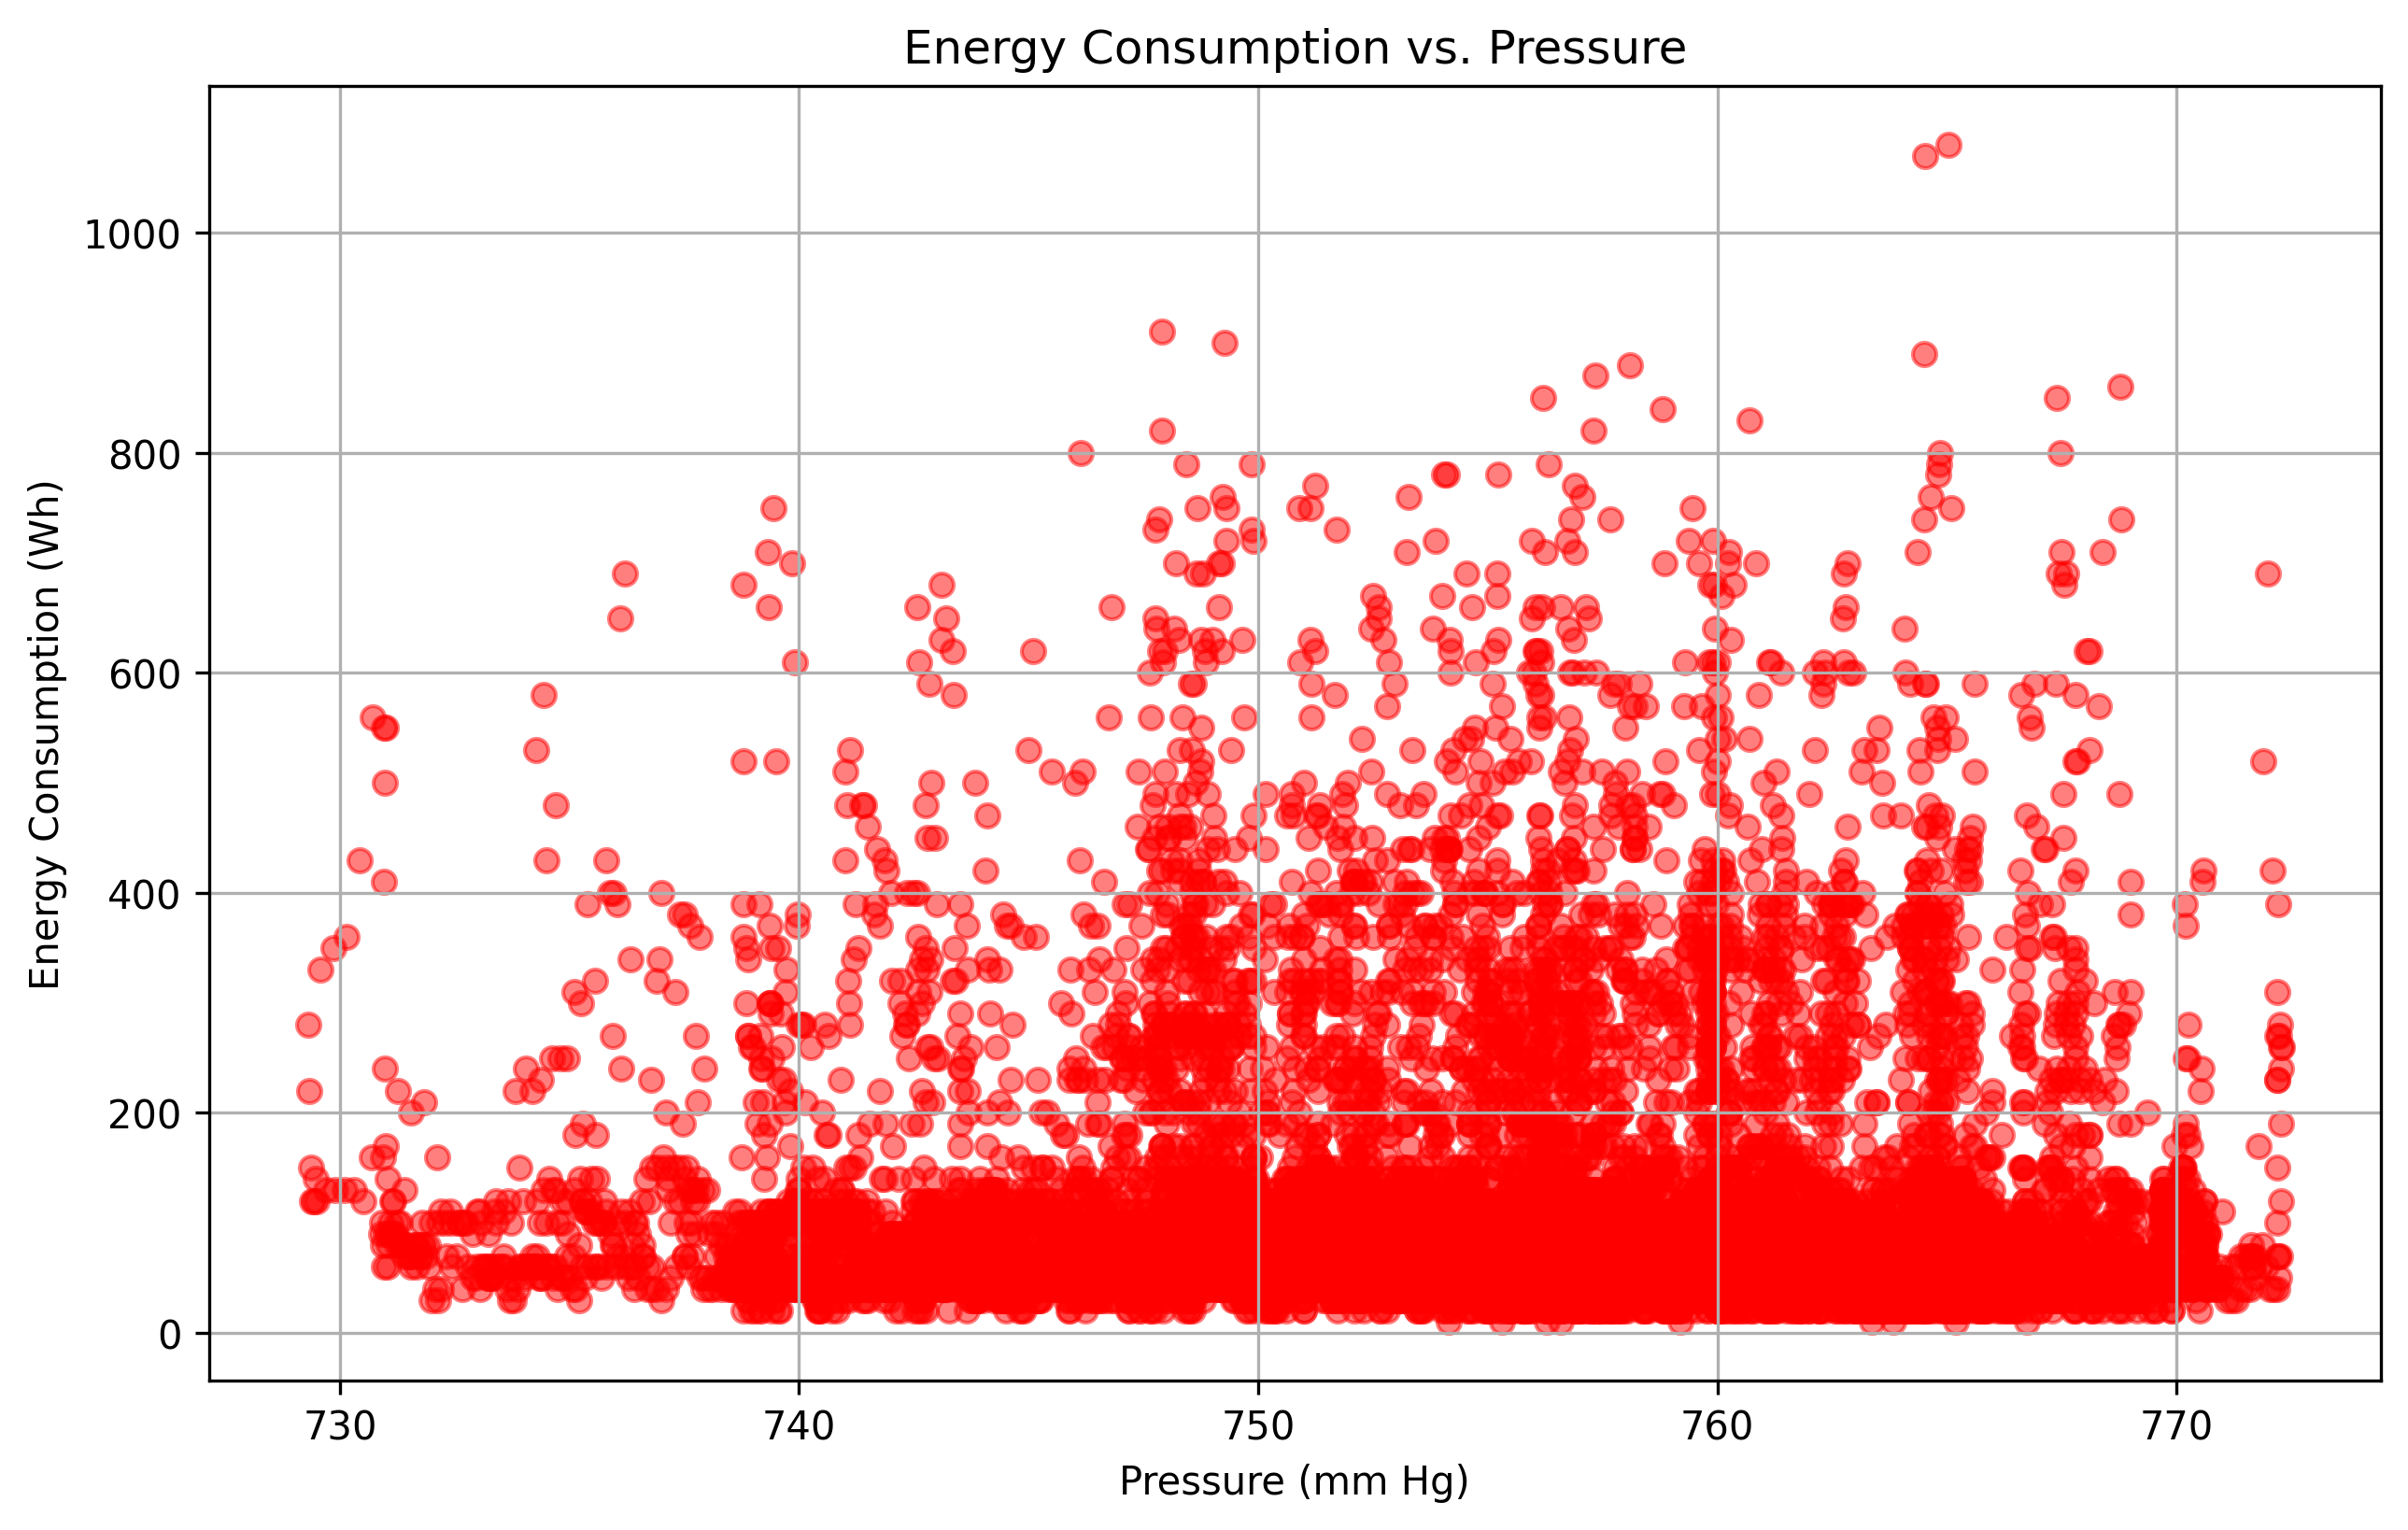 Energy Consumption vs. Pressure
Energy Consumption (Wh)
1000
800
600
400
200
0
730 740 750 760 770
Pressure (mm Hg)